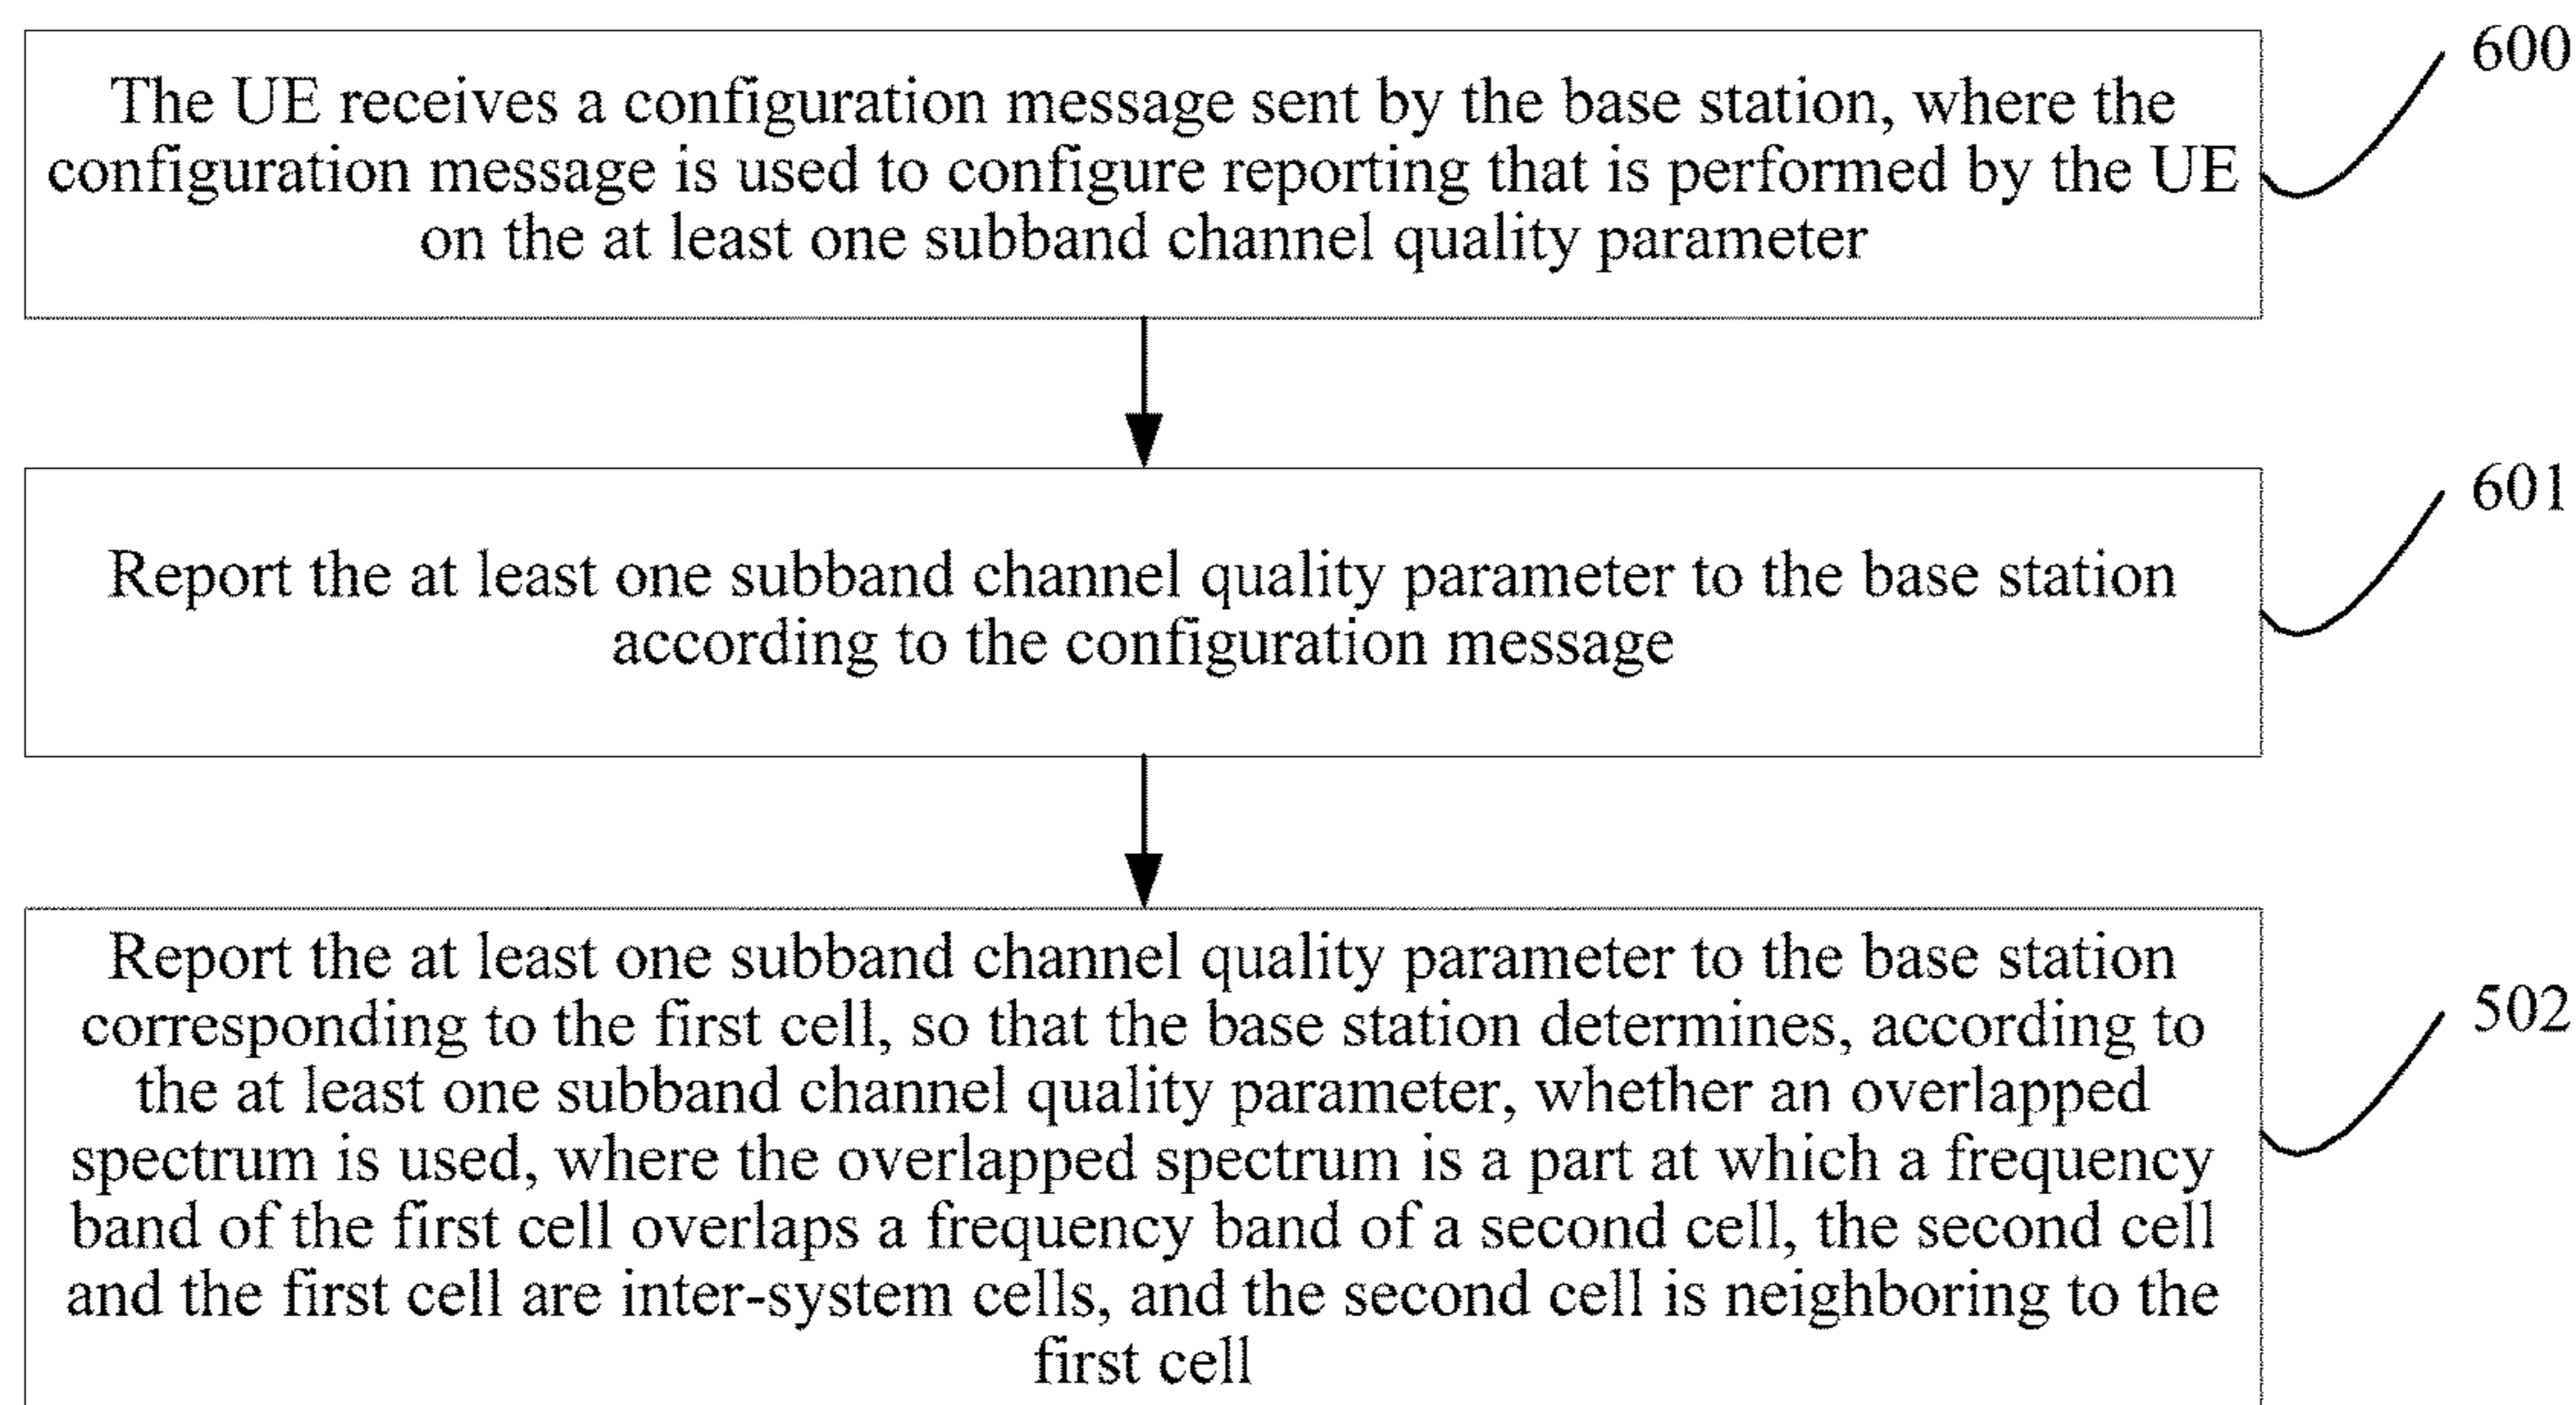 The UE receives a configuration message sent by the base station, where the
configuration message is used to configure reporting that is performed by the UE
on the at least one subband channel quality parameter
600
Report the at least one subband channel quality parameter to the base station
according to the configuration message
601
Report the at least one subband channel quality parameter to the base station
corresponding to the first cell, so that the base station determines, according to
the at least one subband channel quality parameter, whether an overlapped
spectrum is used, where the overlapped spectrum is a part at which a frequency
band of the first cell overlaps a frequency band of a second cell, the second cell
and the first cell are inter-system cells, and the second cell is neighboring to the
first cell
502